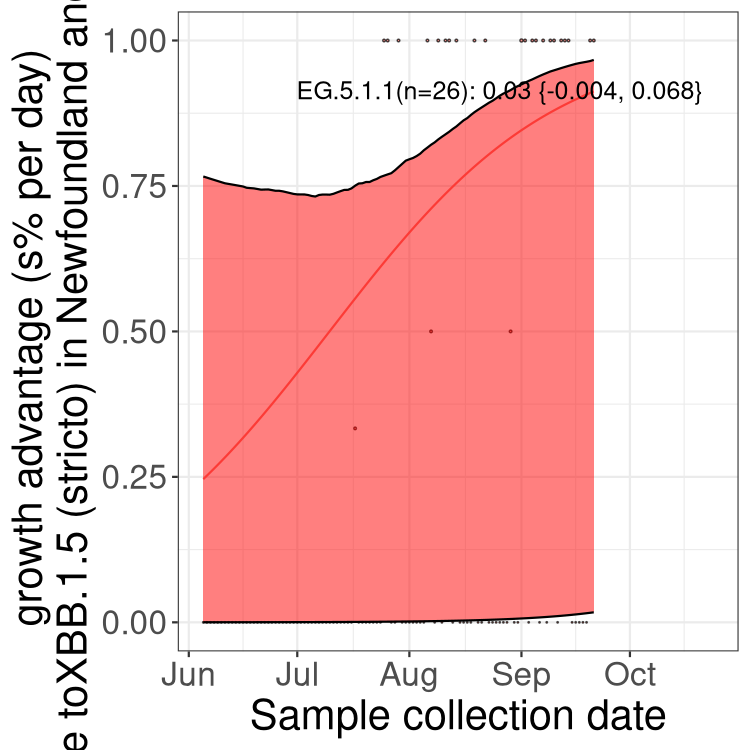 growth advantage (s% per day)
toXBB.1.5 (stricto) in Newfoundland
1.00
0.75
0.50
0.25
0.00
EG.5.1.1(n=26): 0.03 {-0.004, 0.068}
Jun Jul Aug Sep Oct
Sample collection date